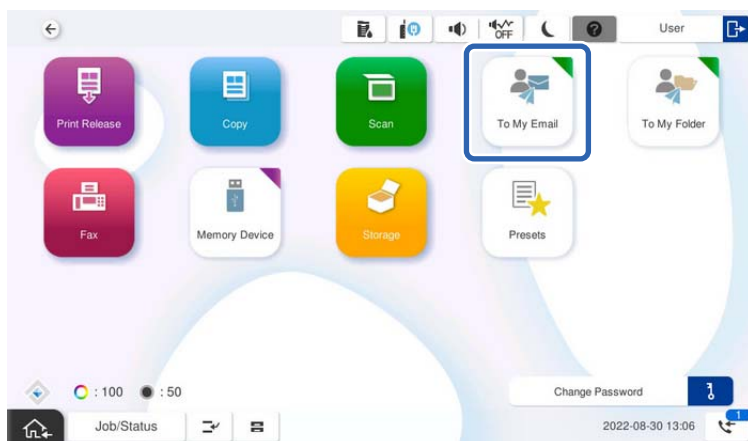 OFF
?
User
Print Release
Copy
Scan
To My Email
To My Folder
Fax
Memory Device
Storage
Presets
: 100
: 50
Change Password
Job/Status
2022-08-30 13:06
1